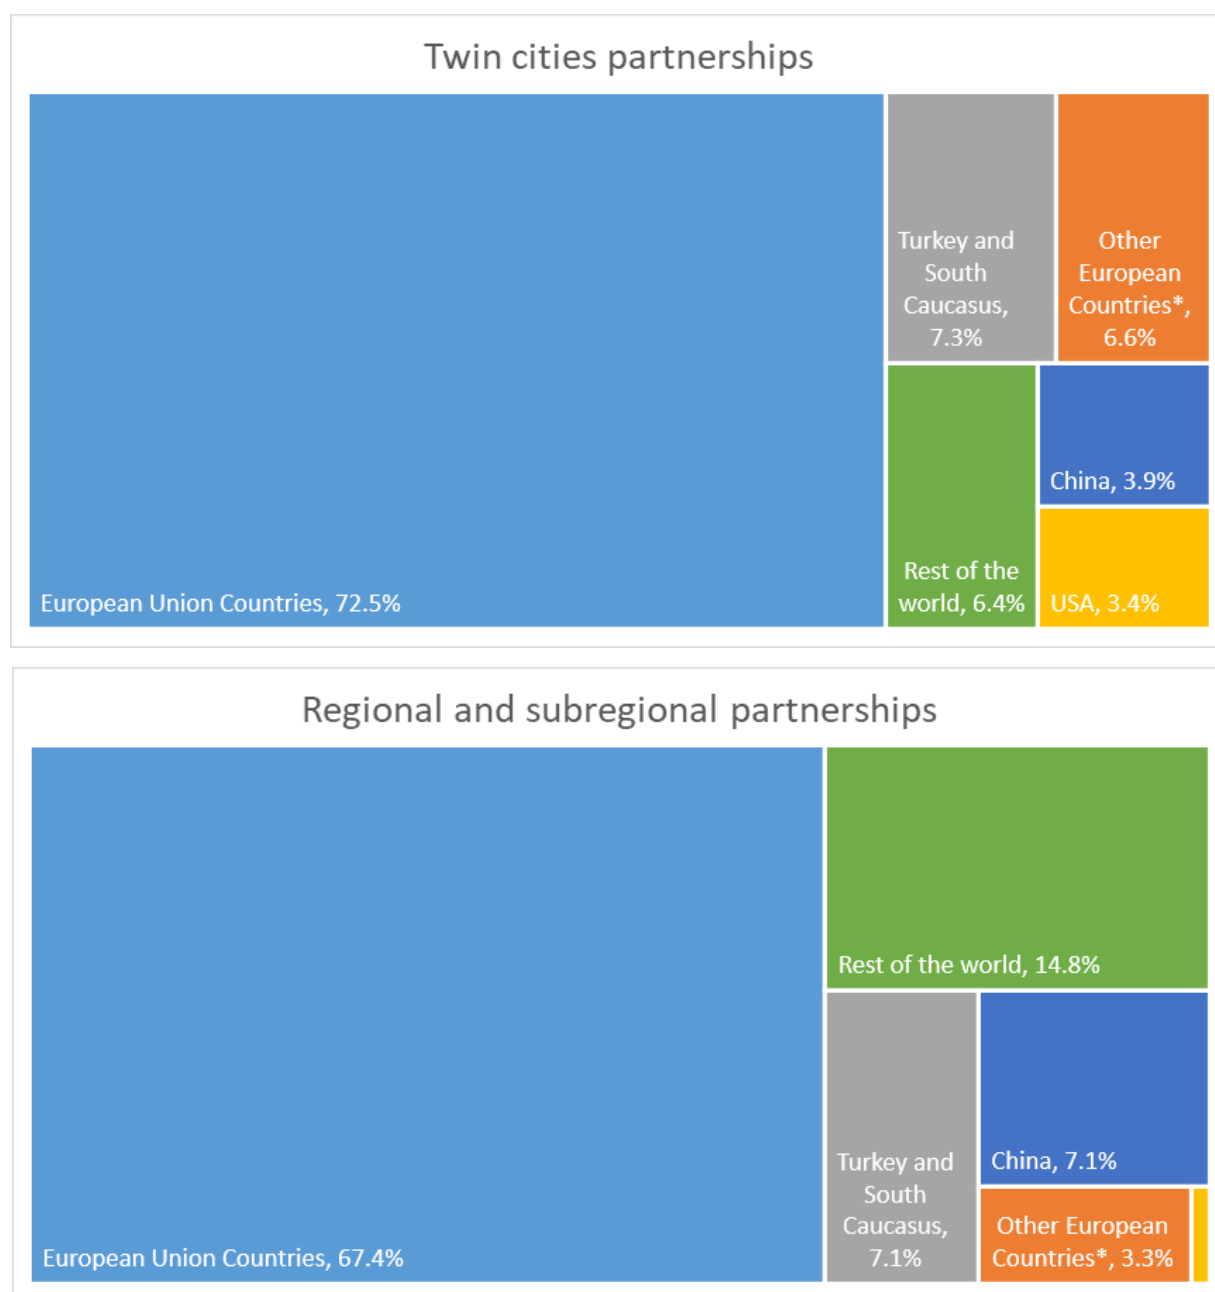 Twin cities partnerships
Turkey and
South
Caucasus,
7.3%
Other
European
Countries*,
6.6%
European Union Countries, 72.5%
Rest of the
world, 6.4%
China, 3.9%
USA, 3.4%
Regional and subregional partnerships
European Union Countries, 67.4%
Rest of the world, 14.8%
Turkey and
South
Caucasus,
7.1%
China, 7.1%
Other European
Countries*, 3.3%